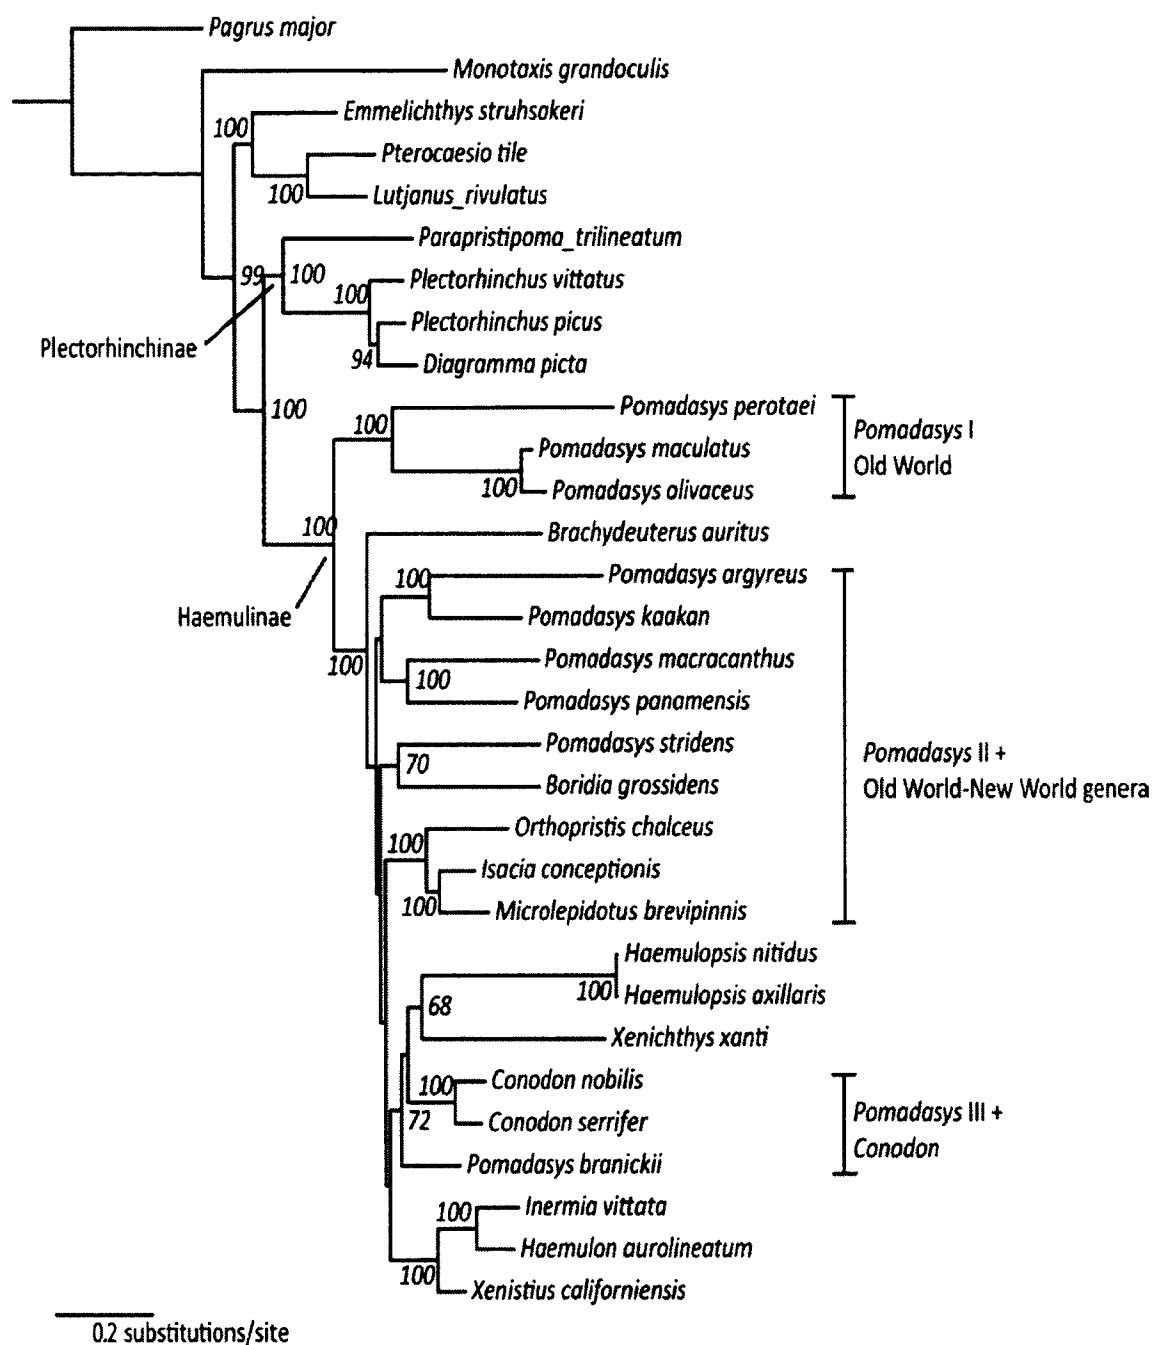 Pagrus major
Monotaxis grandoculis
Emmelichthys struhsakeri
100
Pterocaesio tile
100
Lutjanus_rivulatus
Parapristipoma_trilineatum
99
100
Plectorhinchus vittatus
100
Plectorhinchus picus
Plectorhinchinae
94
Diagramma picta
100
Pomadasys perotaei
100
Pomadasys I
Old World
Pomadasys maculatus
100
Pomadasys olivaceus
100
Brachydeuterus auritus
Haemulinae
100
Pomadasys argyreus
100
Pomadasys kaakan
Pomadasys macracanthus
100
Pomadasys panamensis
Pomadasys stridens
70
Pomadasys II +
Old World-New World genera
Boridia grossidens
Orthopristis chalceus
100
Isacia conceptionis
100
Microlepidotus brevipinnis
Haemulopsis nitidus
100
Haemulopsis axillaris
68
Xenichthys xanti
Conodon nobilis
100
Conodon serrifer
72
Pomadasys III +
Conodon
Pomadasys branickii
Inermia vittata
100
Haemulon aurolineatum
100
Xenistius californiensis
0.2 substitutions/site